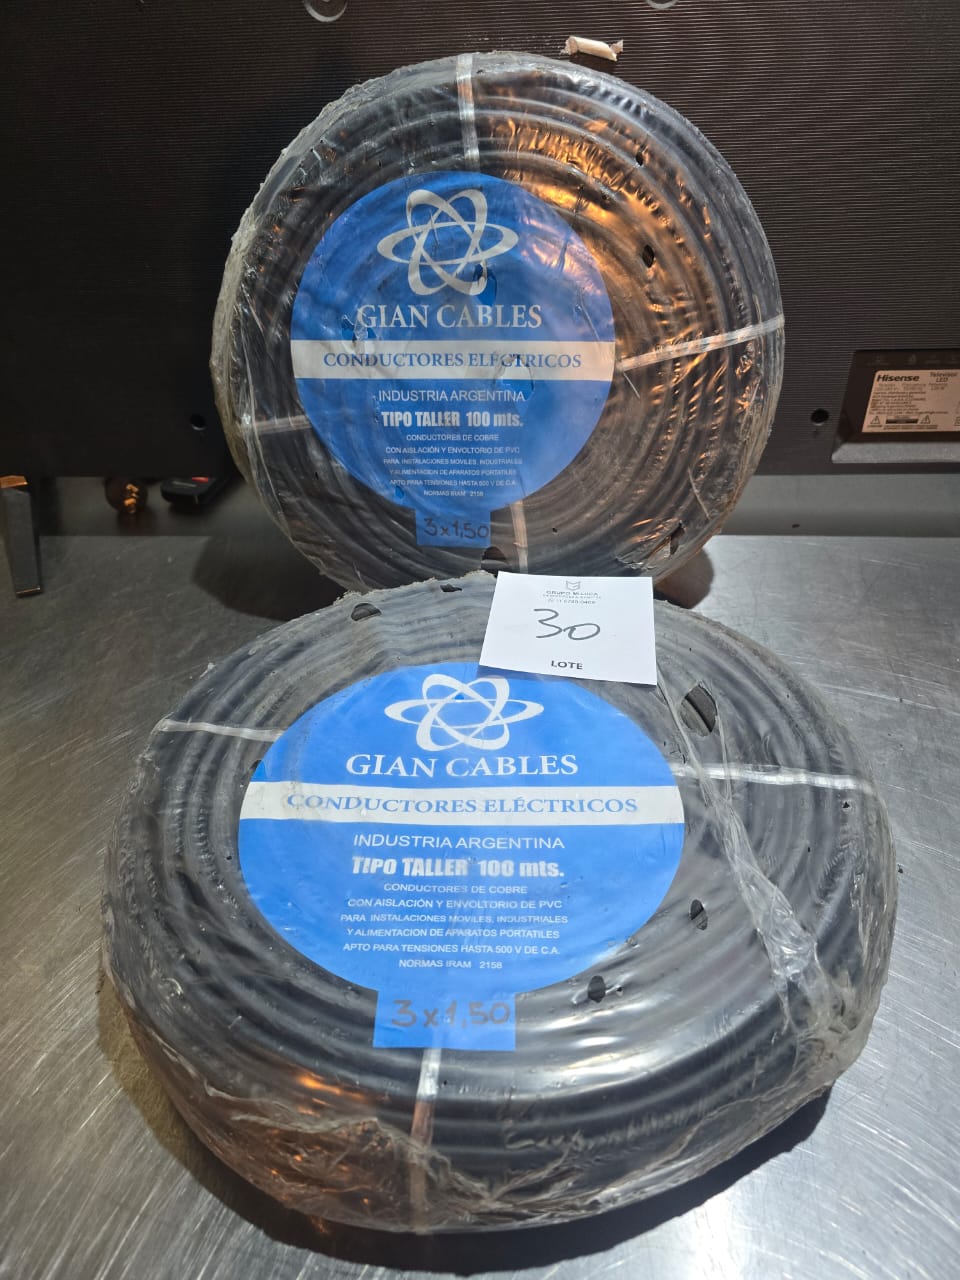 GIAN CABLES
CONDUCTORES ELÉCTRICOS
INDUSTRIA ARGENTINA
TIPO TALLER 100 mts.
CONDUCTORES DE COBRE
CON AISLACIÓN Y ENVOLTORIO DE PVC
PARA INSTALACIONES MOVILES, INDUSTRIALES
Y ALIMENTACION DE APARATOS PORTATILES
APTO PARA TENSIONES HASTA 500 V DE C.A.
NORMAS IRAM 2158
3x1,50
Hisense
Televisor
LED
GRUPO
30
LOTE
GIAN CABLES
CONDUCTORES ELÉCTRICOS
INDUSTRIA ARGENTINA
TIPO TALLER 100 mts.
CONDUCTORES DE COBRE
CON AISLACIÓN Y ENVOLTORIO DE PVC
PARA INSTALACIONES MOVILES, INDUSTRIALES
Y ALIMENTACION DE APARATOS PORTATILES
APTO PARA TENSIONES HASTA 500 V DE C.A.
NORMAS IRAM 2158
3x1,50